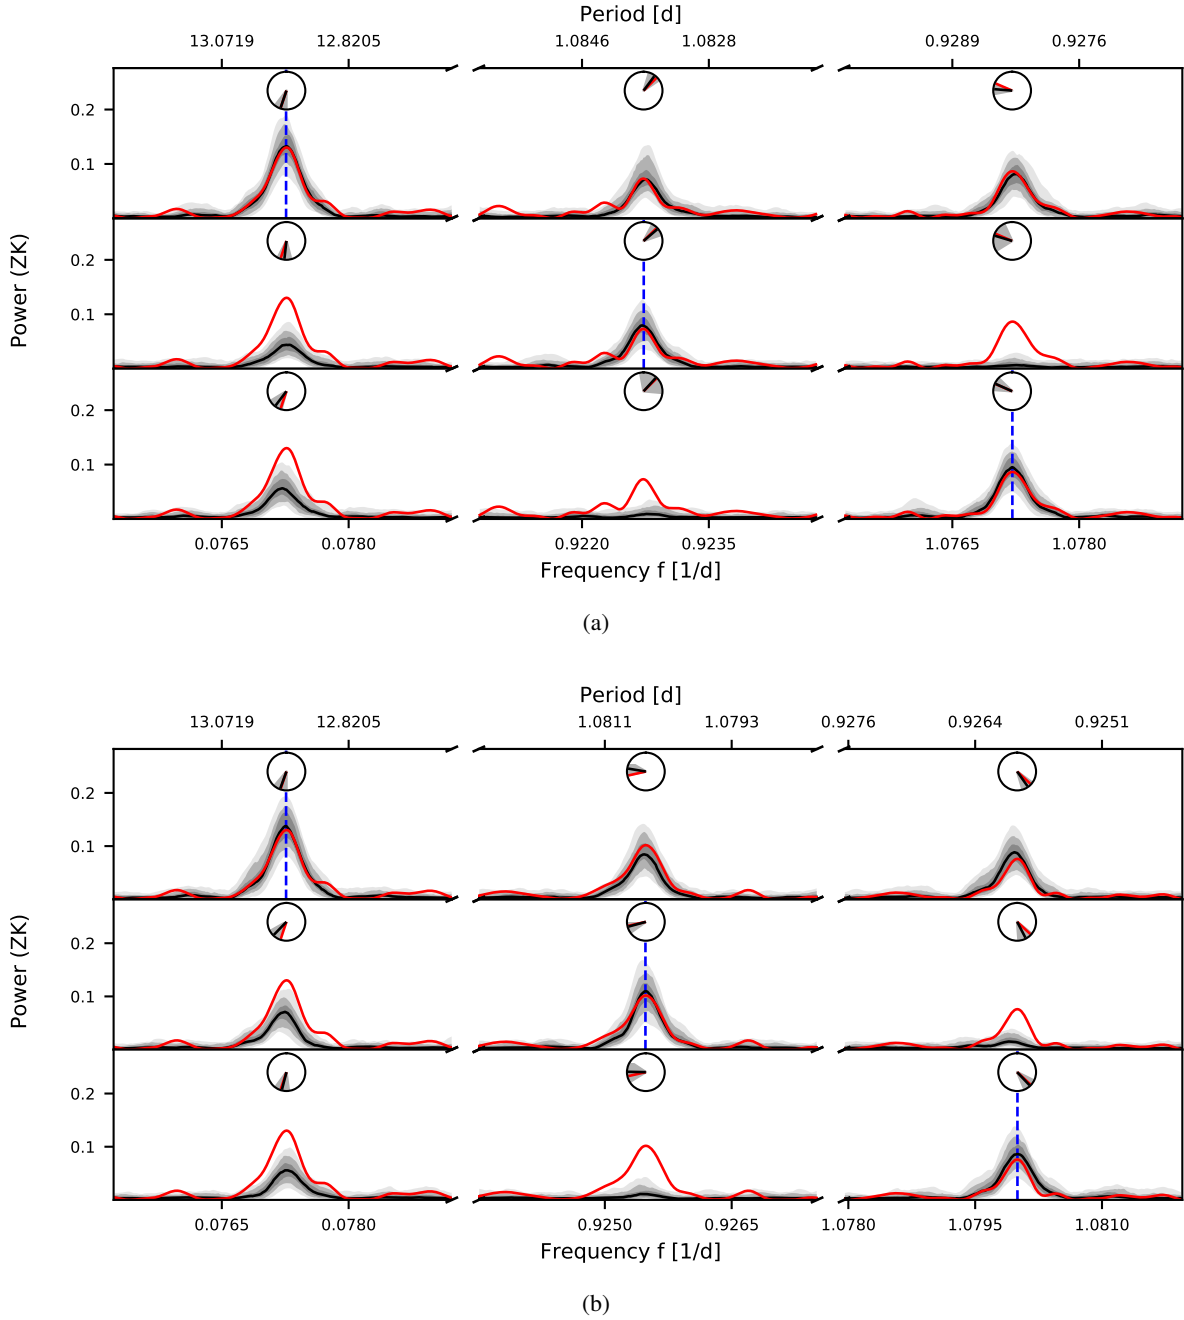 Period [d]
13.0719 12.8205 1.0846 1.0828 0.9289 0.9276
0.2
0.1
0.2
0.1
0.2
0.1
Power (ZK)
0.0765 0.0780 0.9220 0.9235 1.0765 1.0780
Frequency f [1/d]
(a)
Period [d]
13.0719 12.8205 1.0811 1.0793 0.9276 0.9264 0.9251
0.2
0.1
0.2
0.1
0.2
0.1
Power (ZK)
0.0765 0.0780 0.9250 0.9265 1.0780 1.0795 1.0810
Frequency f [1/d]
(b)